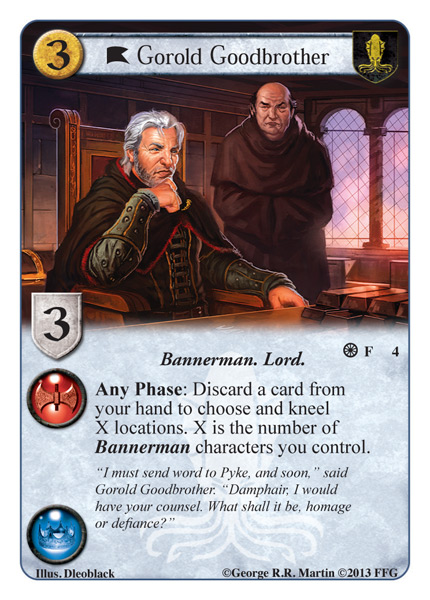 3
Gorold Goodbrother
3
Bannerman. Lord.
F 4
Any Phase: Discard a card from
your hand to choose and kneel
X locations. X is the number of
Bannerman characters you control.
“I must send word to Pyke, and soon,” said
Gorold Goodbrother. “Damphair, I would
have your counsel. What shall it be, homage
or defiance?”
Illus. Dleoblack
©George R.R. Martin ©2013 FFG